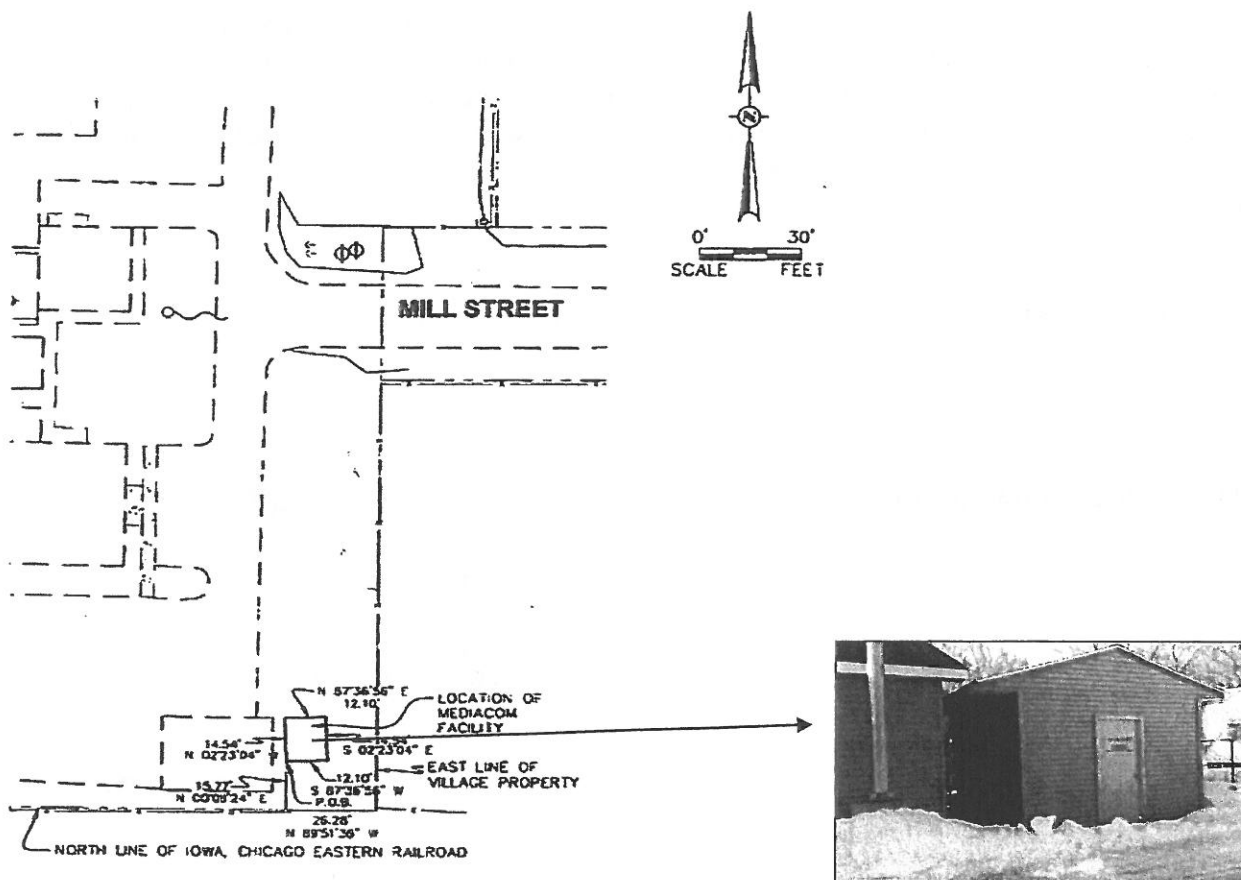 Z
0' 30'
SCALE FEET
MILL STREET
N 87°36'56" E
12.10'
LOCATION OF
MEDIACOM
FACILITY
14.54'
N 02°23'04" W
14.54'
S 02°23'04" E
EAST LINE OF
VILLAGE PROPERTY
12.10'
S 87°36'56" W
P.O.B.
15.77'
N 00°08'24" E
26.28'
N 89°51'36" W
NORTH LINE OF IOWA, CHICAGO EASTERN RAILROAD